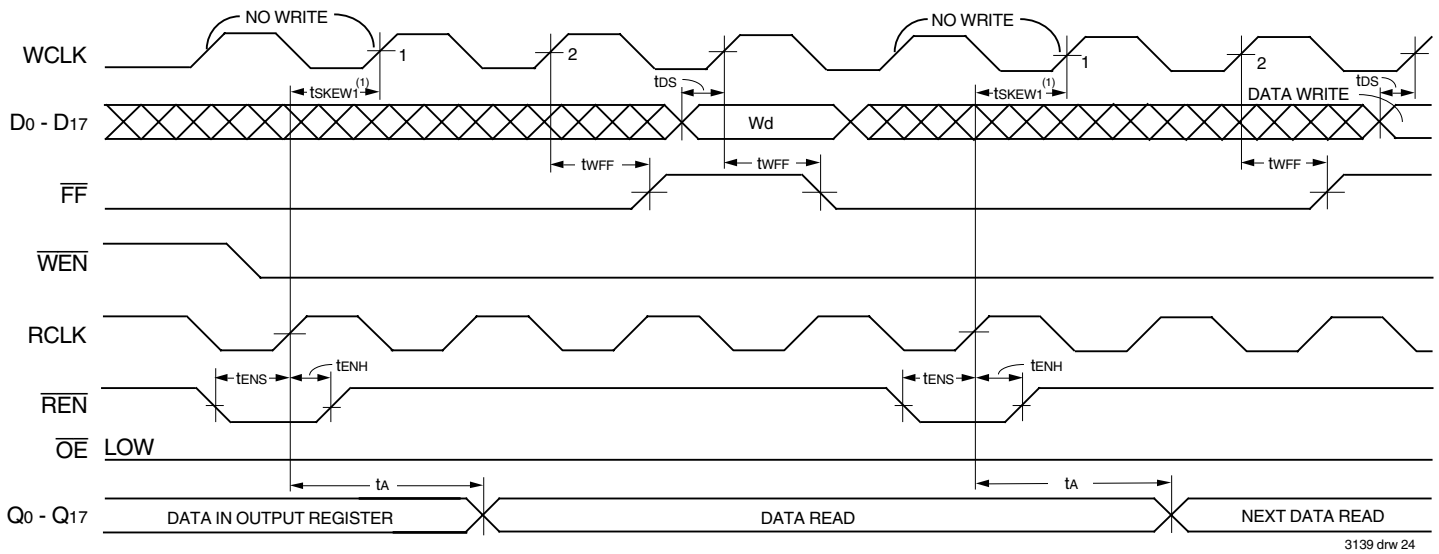 NO WRITE
NO WRITE
WCLK
1
2
1
2
tSKEW1(1)
tDS
tSKEW1(1)
tDS
DATA WRITE
D0 - D17
Wd
tWFF
tWFF
tWFF
FF
WEN
RCLK
tENS
tENH
tENS
tENH
REN
OE LOW
tA
tA
Q0 - Q17
DATA IN OUTPUT REGISTER
DATA READ
NEXT DATA READ
3139 drw 24